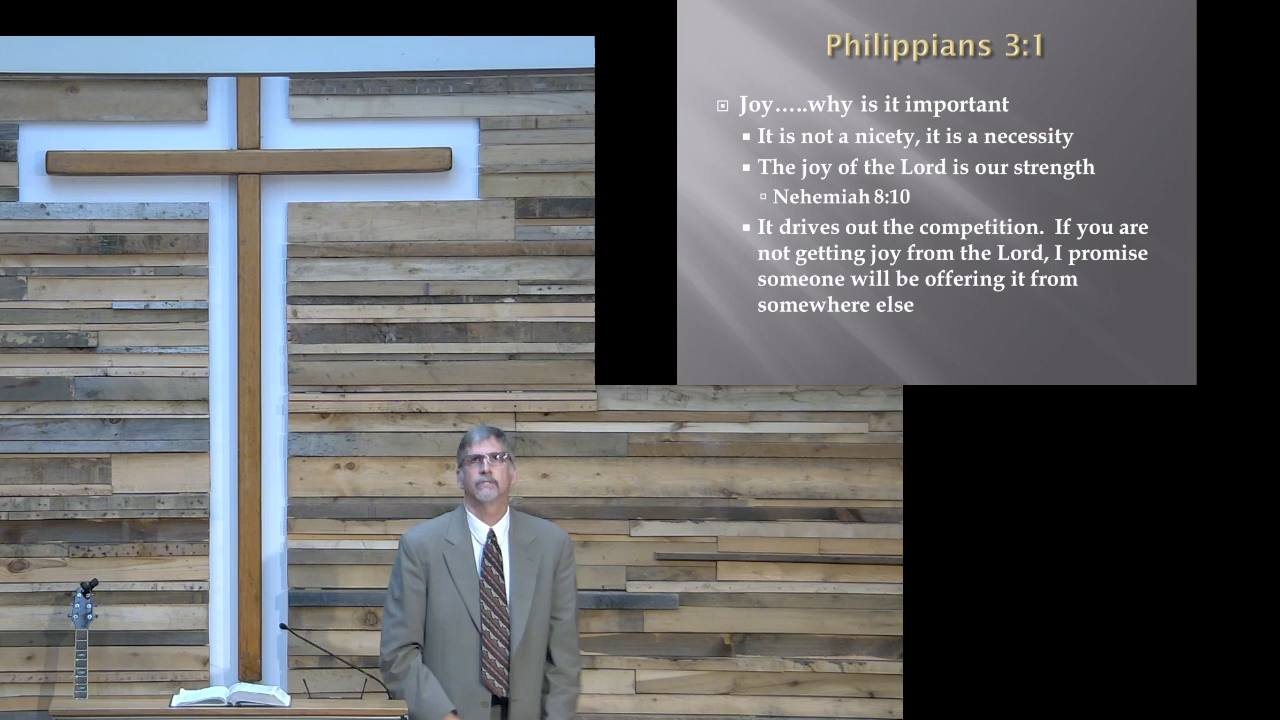 Philippians 3:1
Joy…..why is it important
It is not a nicety, it is a necessity
The joy of the Lord is our strength
Nehemiah 8:10
It drives out the competition.  If you are
not getting joy from the Lord, I promise
someone will be offering it from
somewhere else